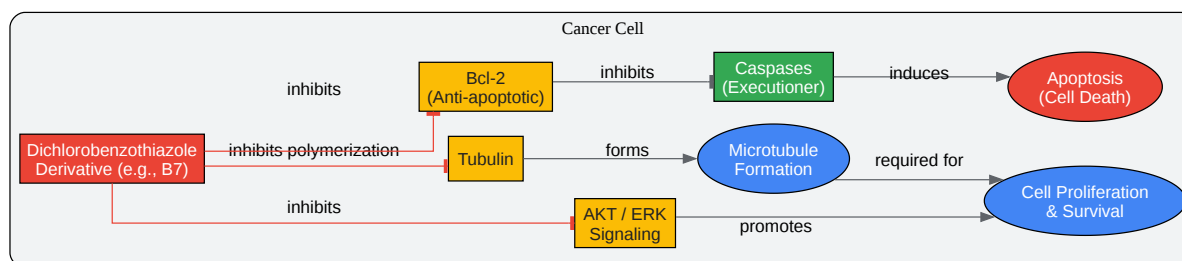 Cancer Cell
inhibits
Bcl-2
(Anti-apoptotic)
inhibits
Caspases
(Executioner)
induces
Apoptosis
(Cell Death)
Dichlorobenzothiazole
Derivative (e.g., B7)
inhibits polymerization
Tubulin
forms
Microtubule
Formation
required for
Cell Proliferation
& Survival
inhibits
AKT / ERK
Signaling
promotes